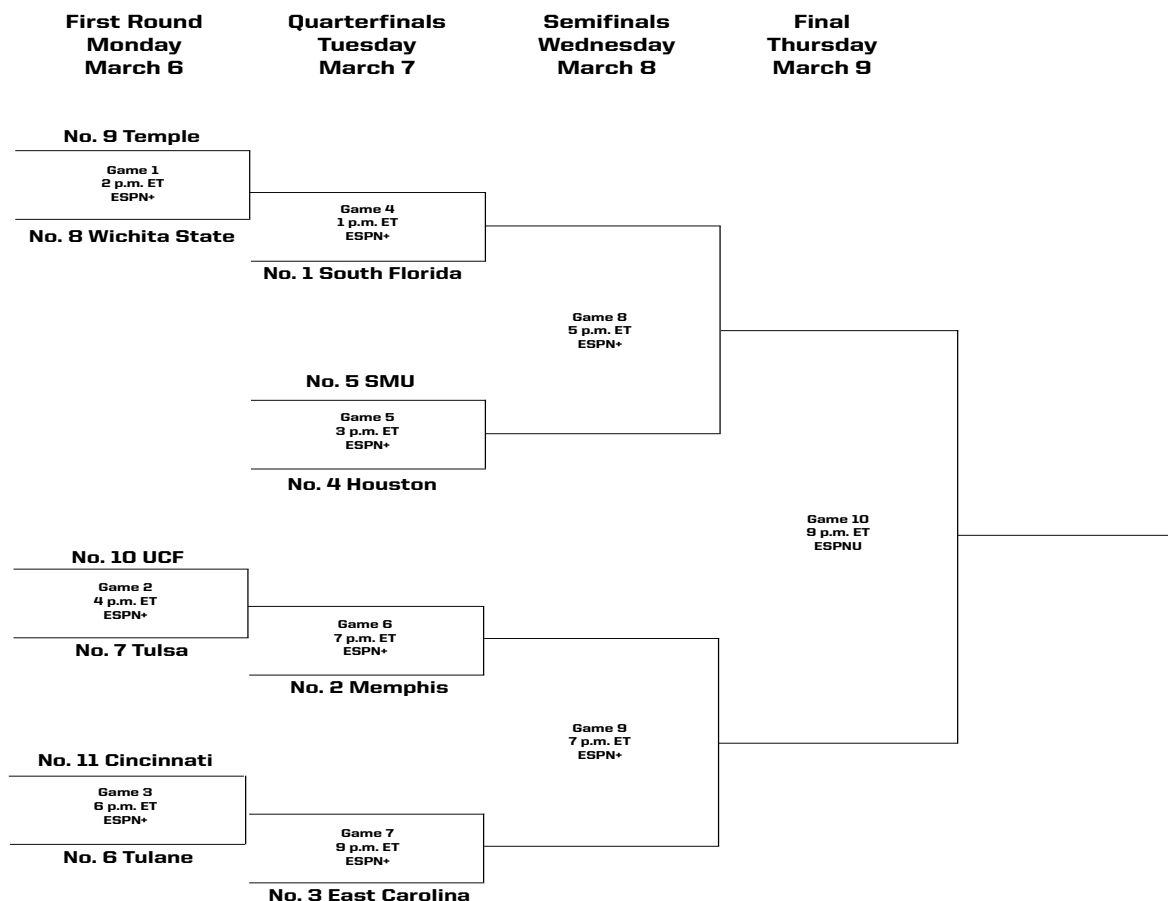 First Round
Monday
March 6
Quarterfinals
Tuesday
March 7
Semifinals
Wednesday
March 8
Final
Thursday
March 9
No. 9 Temple
Game 1
2 p.m. ET
ESPN+
No. 8 Wichita State
Game 4
1 p.m. ET
ESPN+
No. 1 South Florida
Game 8
5 p.m. ET
ESPN+
No. 5 SMU
Game 5
3 p.m. ET
ESPN+
No. 4 Houston
Game 10
9 p.m. ET
ESPNU
No. 10 UCF
Game 2
4 p.m. ET
ESPN+
No. 7 Tulsa
Game 6
7 p.m. ET
ESPN+
No. 2 Memphis
Game 9
7 p.m. ET
ESPN+
No. 11 Cincinnati
Game 3
6 p.m. ET
ESPN+
No. 6 Tulane
Game 7
9 p.m. ET
ESPN+
No. 3 East Carolina